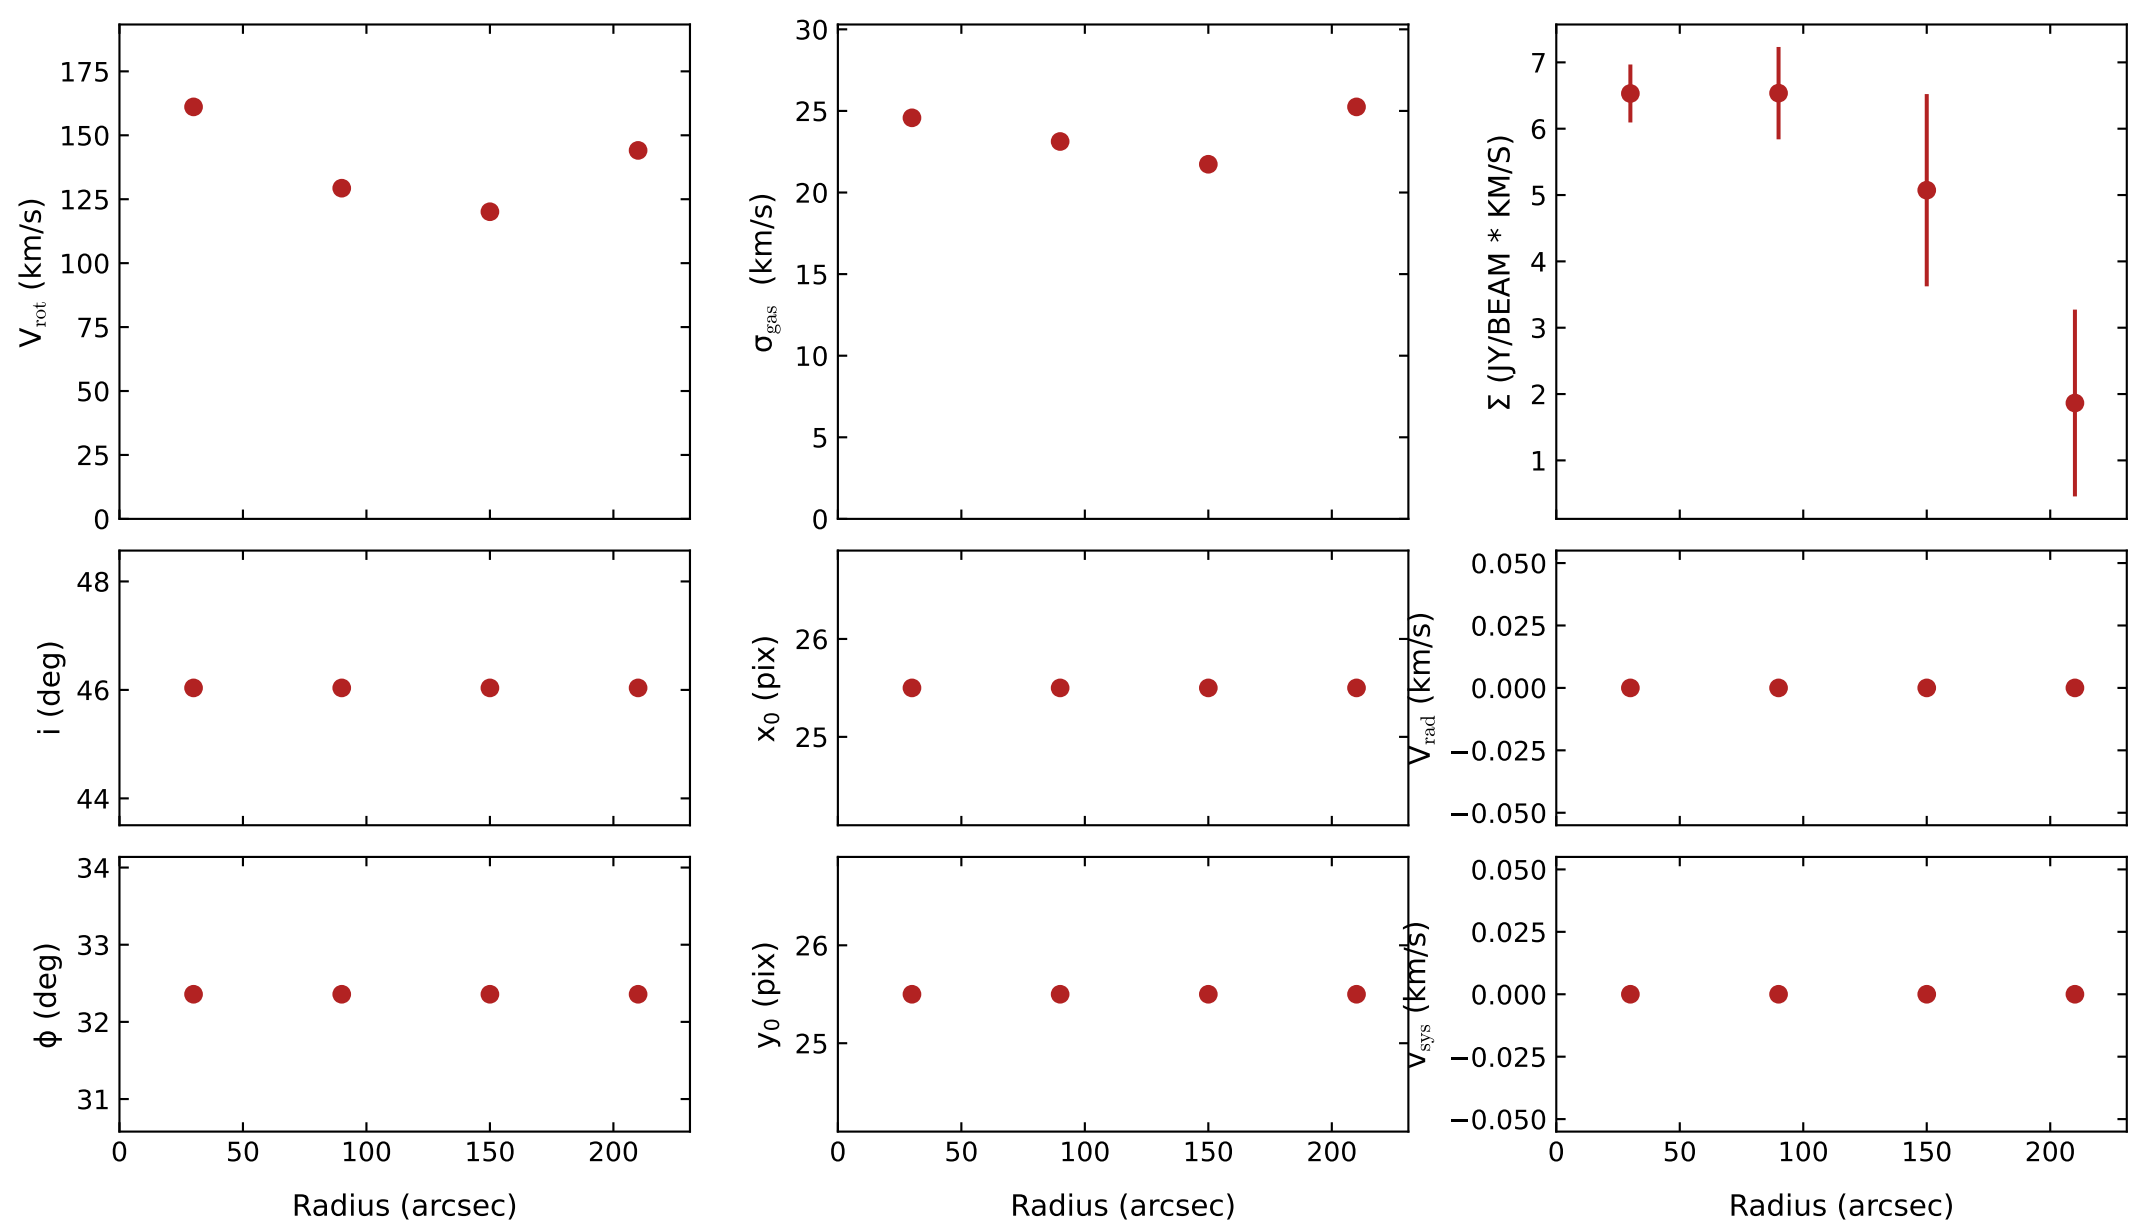 175
150
125
100
75
50
25
0
V_rot (km/s)
30
25
20
15
10
5
0
σ_gas (km/s)
7
6
5
4
3
2
1
Σ (JY/BEAM * KM/S)
48
46
44
i (deg)
26
25
x₀ (pix)
0.050
0.025
0.000
−0.025
−0.050
V_rad (km/s)
34
33
32
31
ϕ (deg)
0 50 100 150 200
Radius (arcsec)
26
25
y₀ (pix)
0 50 100 150 200
Radius (arcsec)
0.050
0.025
0.000
−0.025
−0.050
v_sys (km/s)
0 50 100 150 200
Radius (arcsec)